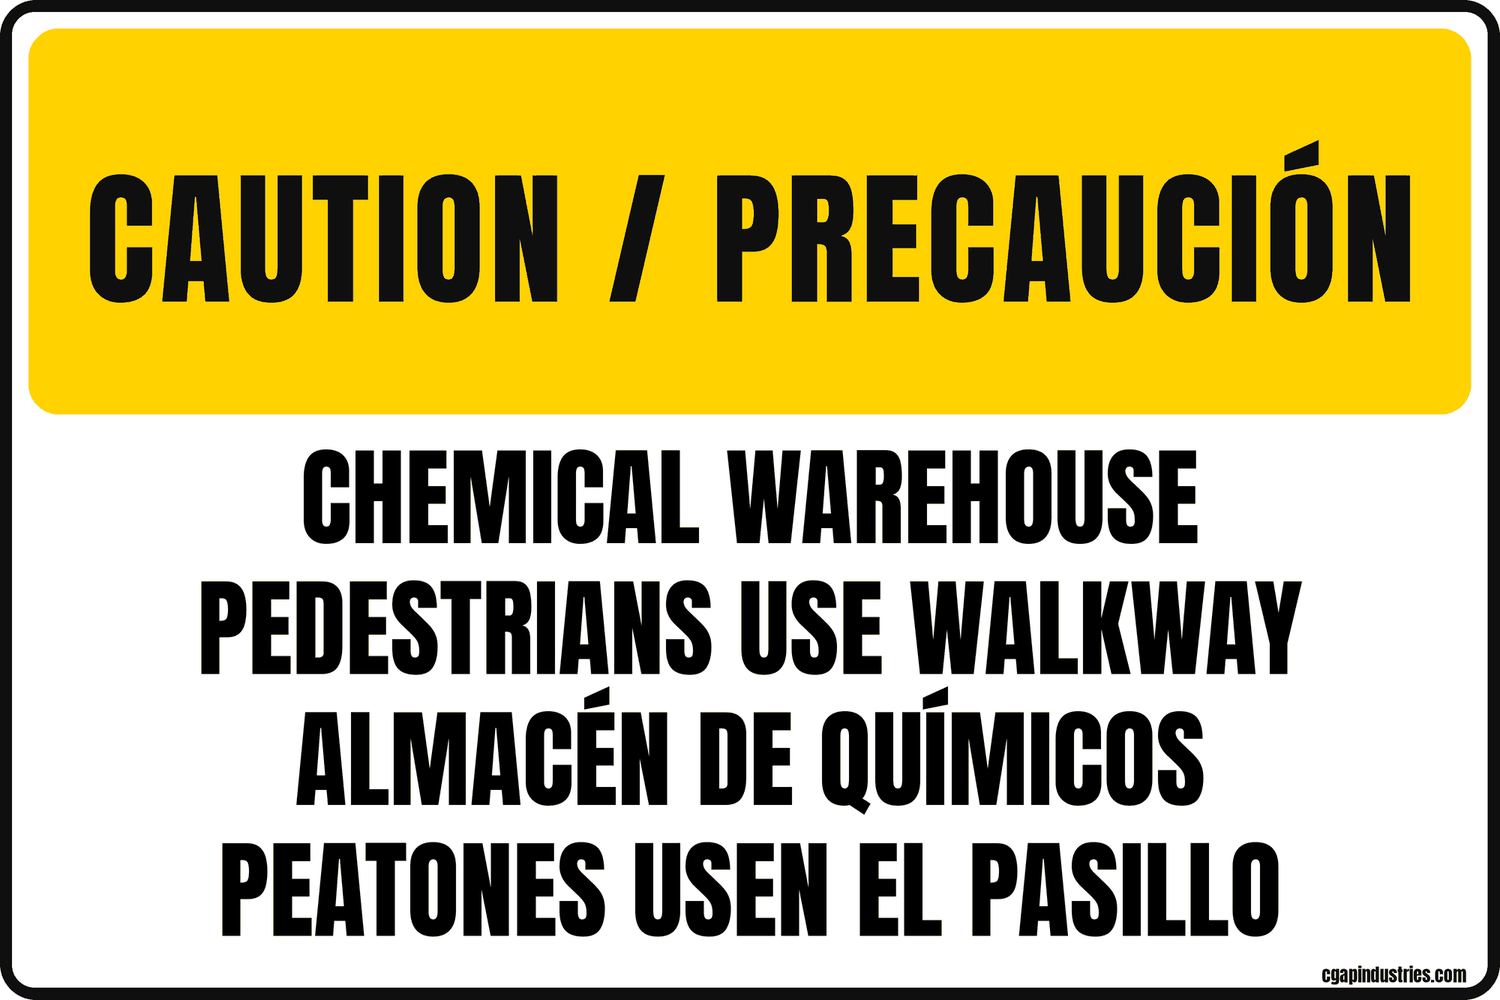 CAUTION / PRECAUCIÓN
CHEMICAL WAREHOUSE
PEDESTRIANS USE WALKWAY
ALMACÉN DE QUÍMICOS
PEATONES USEN EL PASILLO
cgapindustries.com